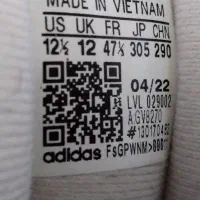 MADE IN VIETNAM
US UK FR JP CHN
12½ 12 47⅓ 305 290
04/22
LVL 029002
adidas